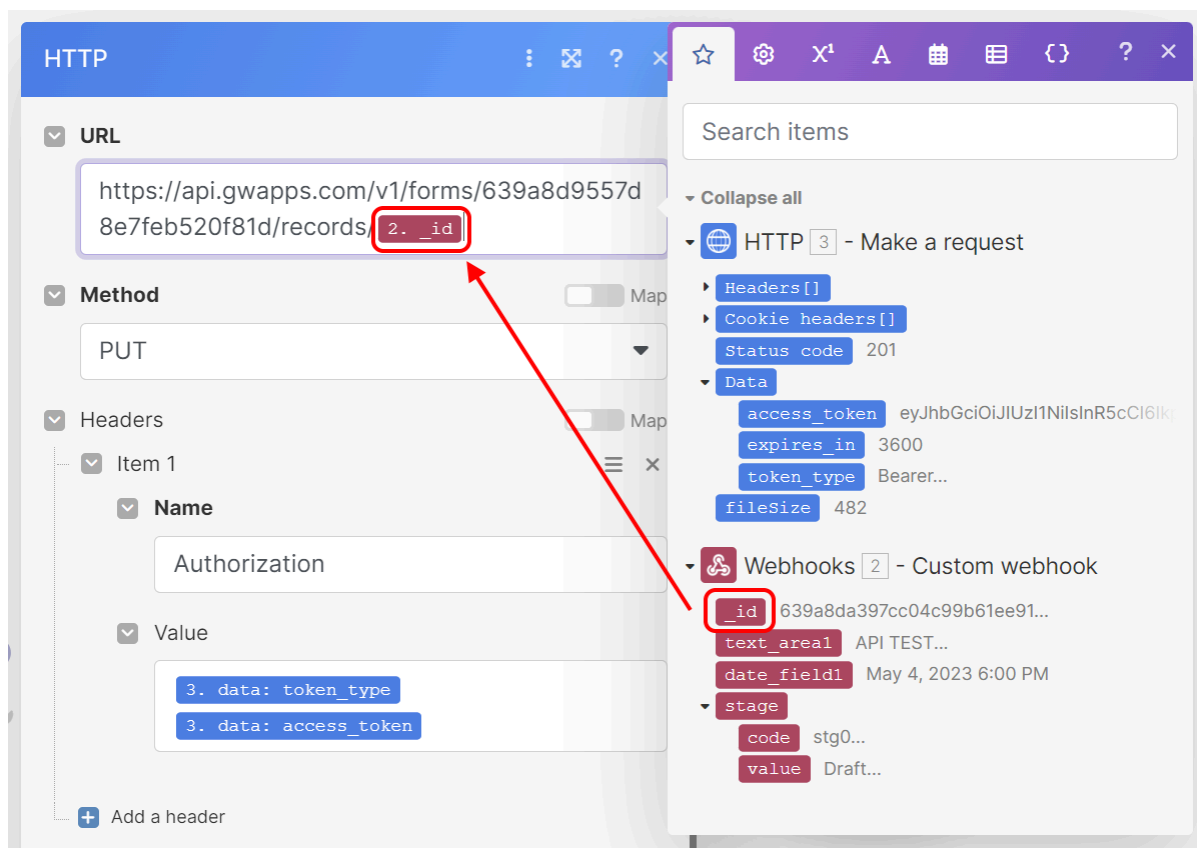 HTTP
URL
https://api.gwapps.com/v1/forms/639a8d9557d
8e7feb520f81d/records/ 2. _id
Method
Map
PUT
Headers
Map
Item 1
Name
Authorization
Value
3. data: token_type
3. data: access_token
Add a header
Search items
Collapse all
HTTP 3 - Make a request
Headers[]
Cookie headers[]
Status code 201
Data
access_token
expires_in 3600
token_type Bearer...
fileSize 482
Webhooks 2 - Custom webhook
_id 639a8da397cc04c99b61ee91...
text_area1 API TEST...
date_field1 May 4, 2023 6:00 PM
stage
code stg0...
value Draft...